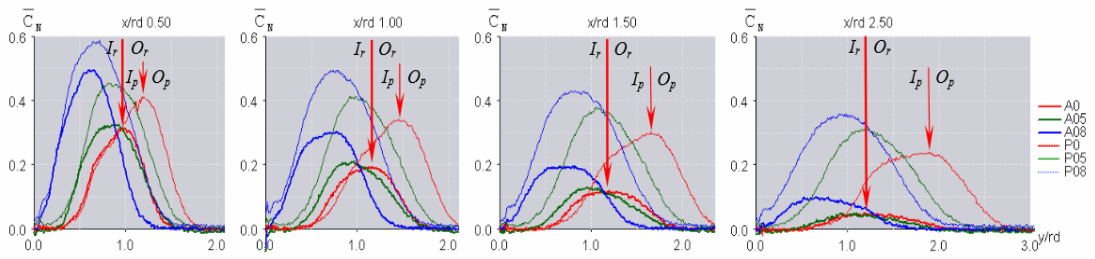 C̅N x/rd 0.50 C̅N x/rd 1.00 C̅N x/rd 1.50 C̅N x/rd 2.50
0.6 0.6 0.6 0.6
Ir Or Ir Or Ir Or Ir Or
Ip Op Ip Op Ip Op Ip Op
0.4 0.4 0.4 0.4
A0
A05
A08
P0
P05
P08
0.2 0.2 0.2 0.2
0.0 0.0 0.0 0.0
0.0 1.0 2.0 0.0 1.0 2.0 0.0 1.0 2.0 0.0 1.0 2.0 3.0 y/rd